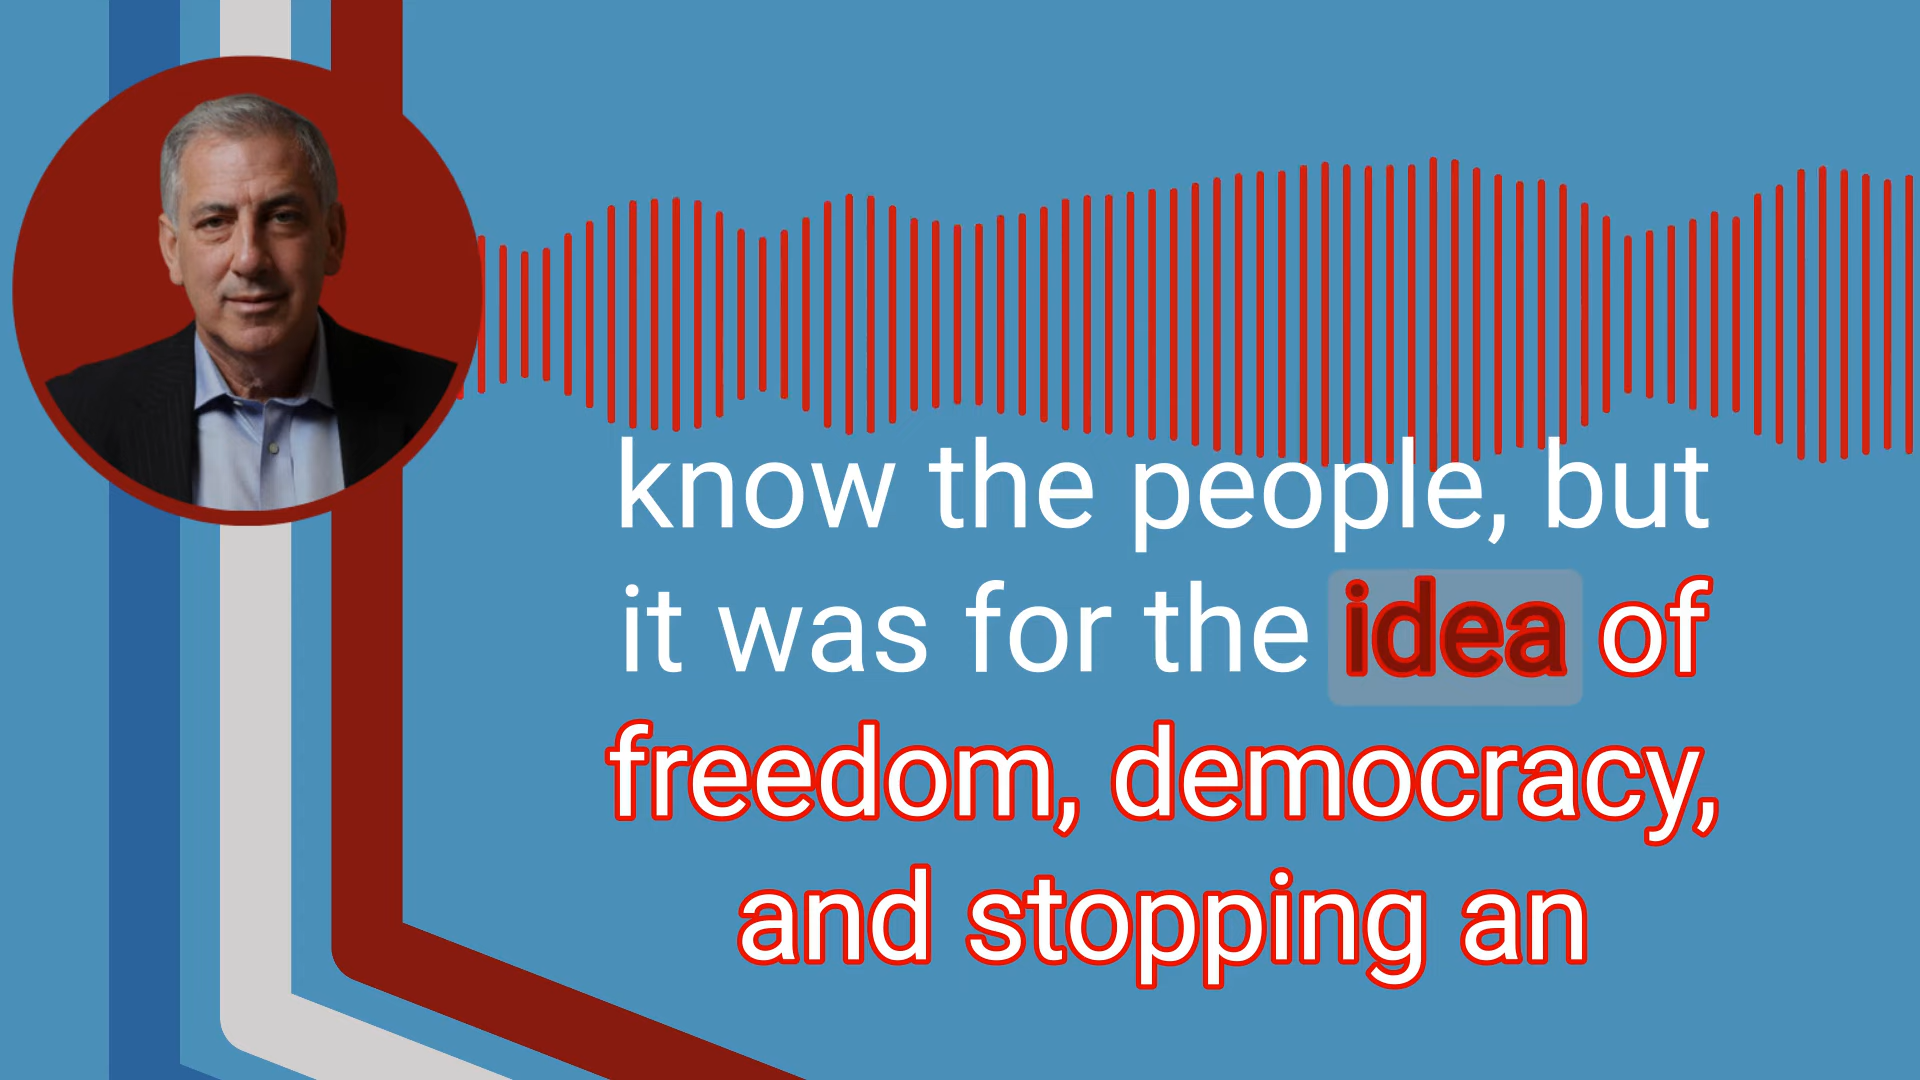 know the people, but
it was for the idea of
freedom, democracy,
and stopping an